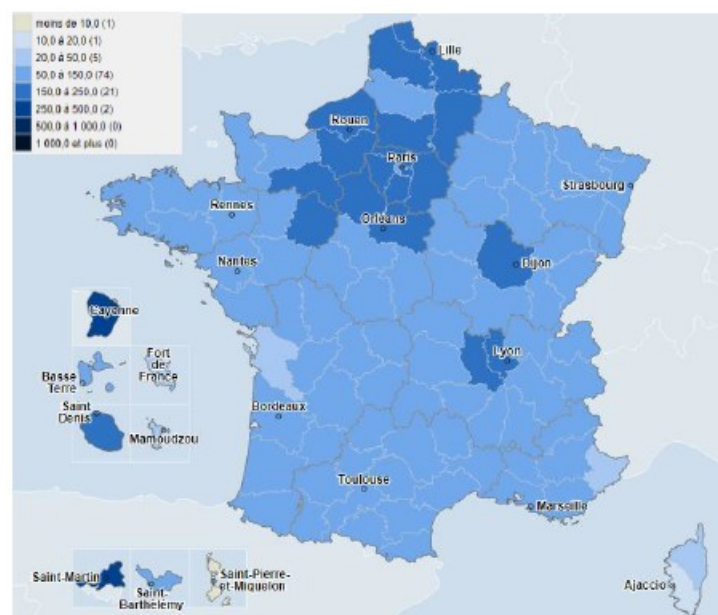 moins de 10,0 (1)
10,0 à 20,0 (1)
20,0 à 50,0 (5)
50,0 à 150,0 (74)
150,0 à 250,0 (21)
250,0 à 500,0 (2)
500,0 à 1 000,0 (0)
1 000,0 et plus (0)
Lille
Rouen
Paris
Strasbourg
Rennes
Orléans
Nantes
Dijon
Cayenne
Lyon
Fort
de
France
Basse
Terre
Saint
Denis
Mamoudzou
Bordeaux
Toulouse
Marseille
Saint-Martin
Saint-
Barthélémy
Saint-Pierre-
et-Miquelon
Ajaccio